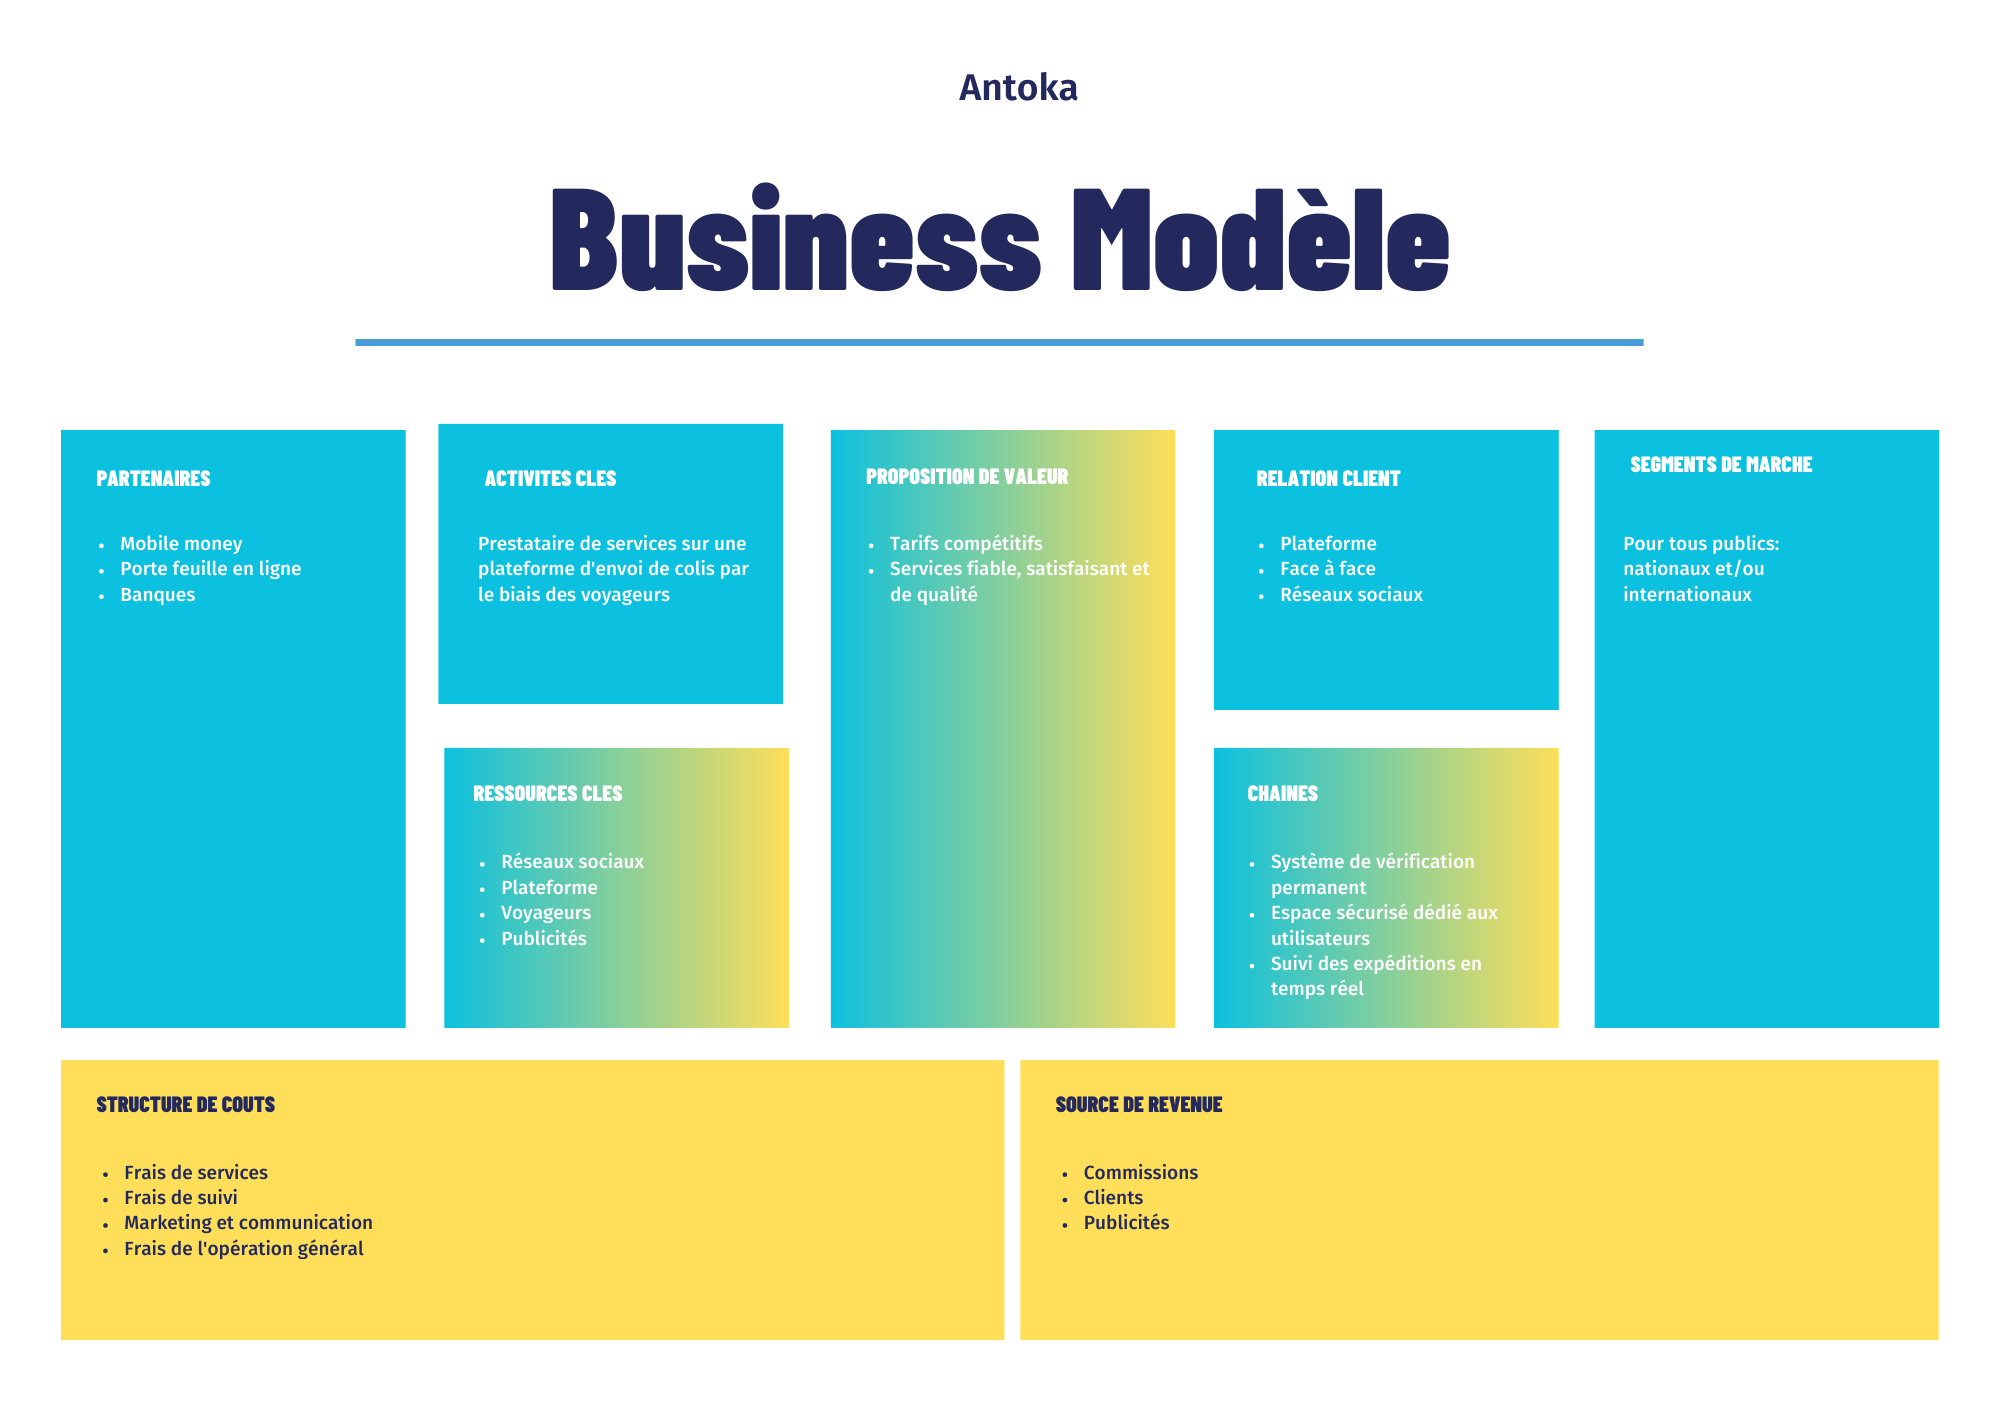 Antoka
Business Modèle
PARTENAIRES
• Mobile money
• Porte feuille en ligne
• Banques
ACTIVITES CLES
Prestataire de services sur une
plateforme d'envoi de colis par
le biais des voyageurs
RESSOURCES CLES
• Réseaux sociaux
• Plateforme
• Voyageurs
• Publicités
PROPOSITION DE VALEUR
• Tarifs compétitifs
• Services fiable, satisfaisant et
de qualité
RELATION CLIENT
• Plateforme
• Face à face
• Réseaux sociaux
CHAINES
• Système de vérification
permanent
• Espace sécurisé dédié aux
utilisateurs
• Suivi des expéditions en
temps réel
SEGMENTS DE MARCHE
Pour tous publics:
nationaux et/ou
internationaux
STRUCTURE DE COUTS
• Frais de services
• Frais de suivi
• Marketing et communication
• Frais de l'opération général
SOURCE DE REVENUE
• Commissions
• Clients
• Publicités